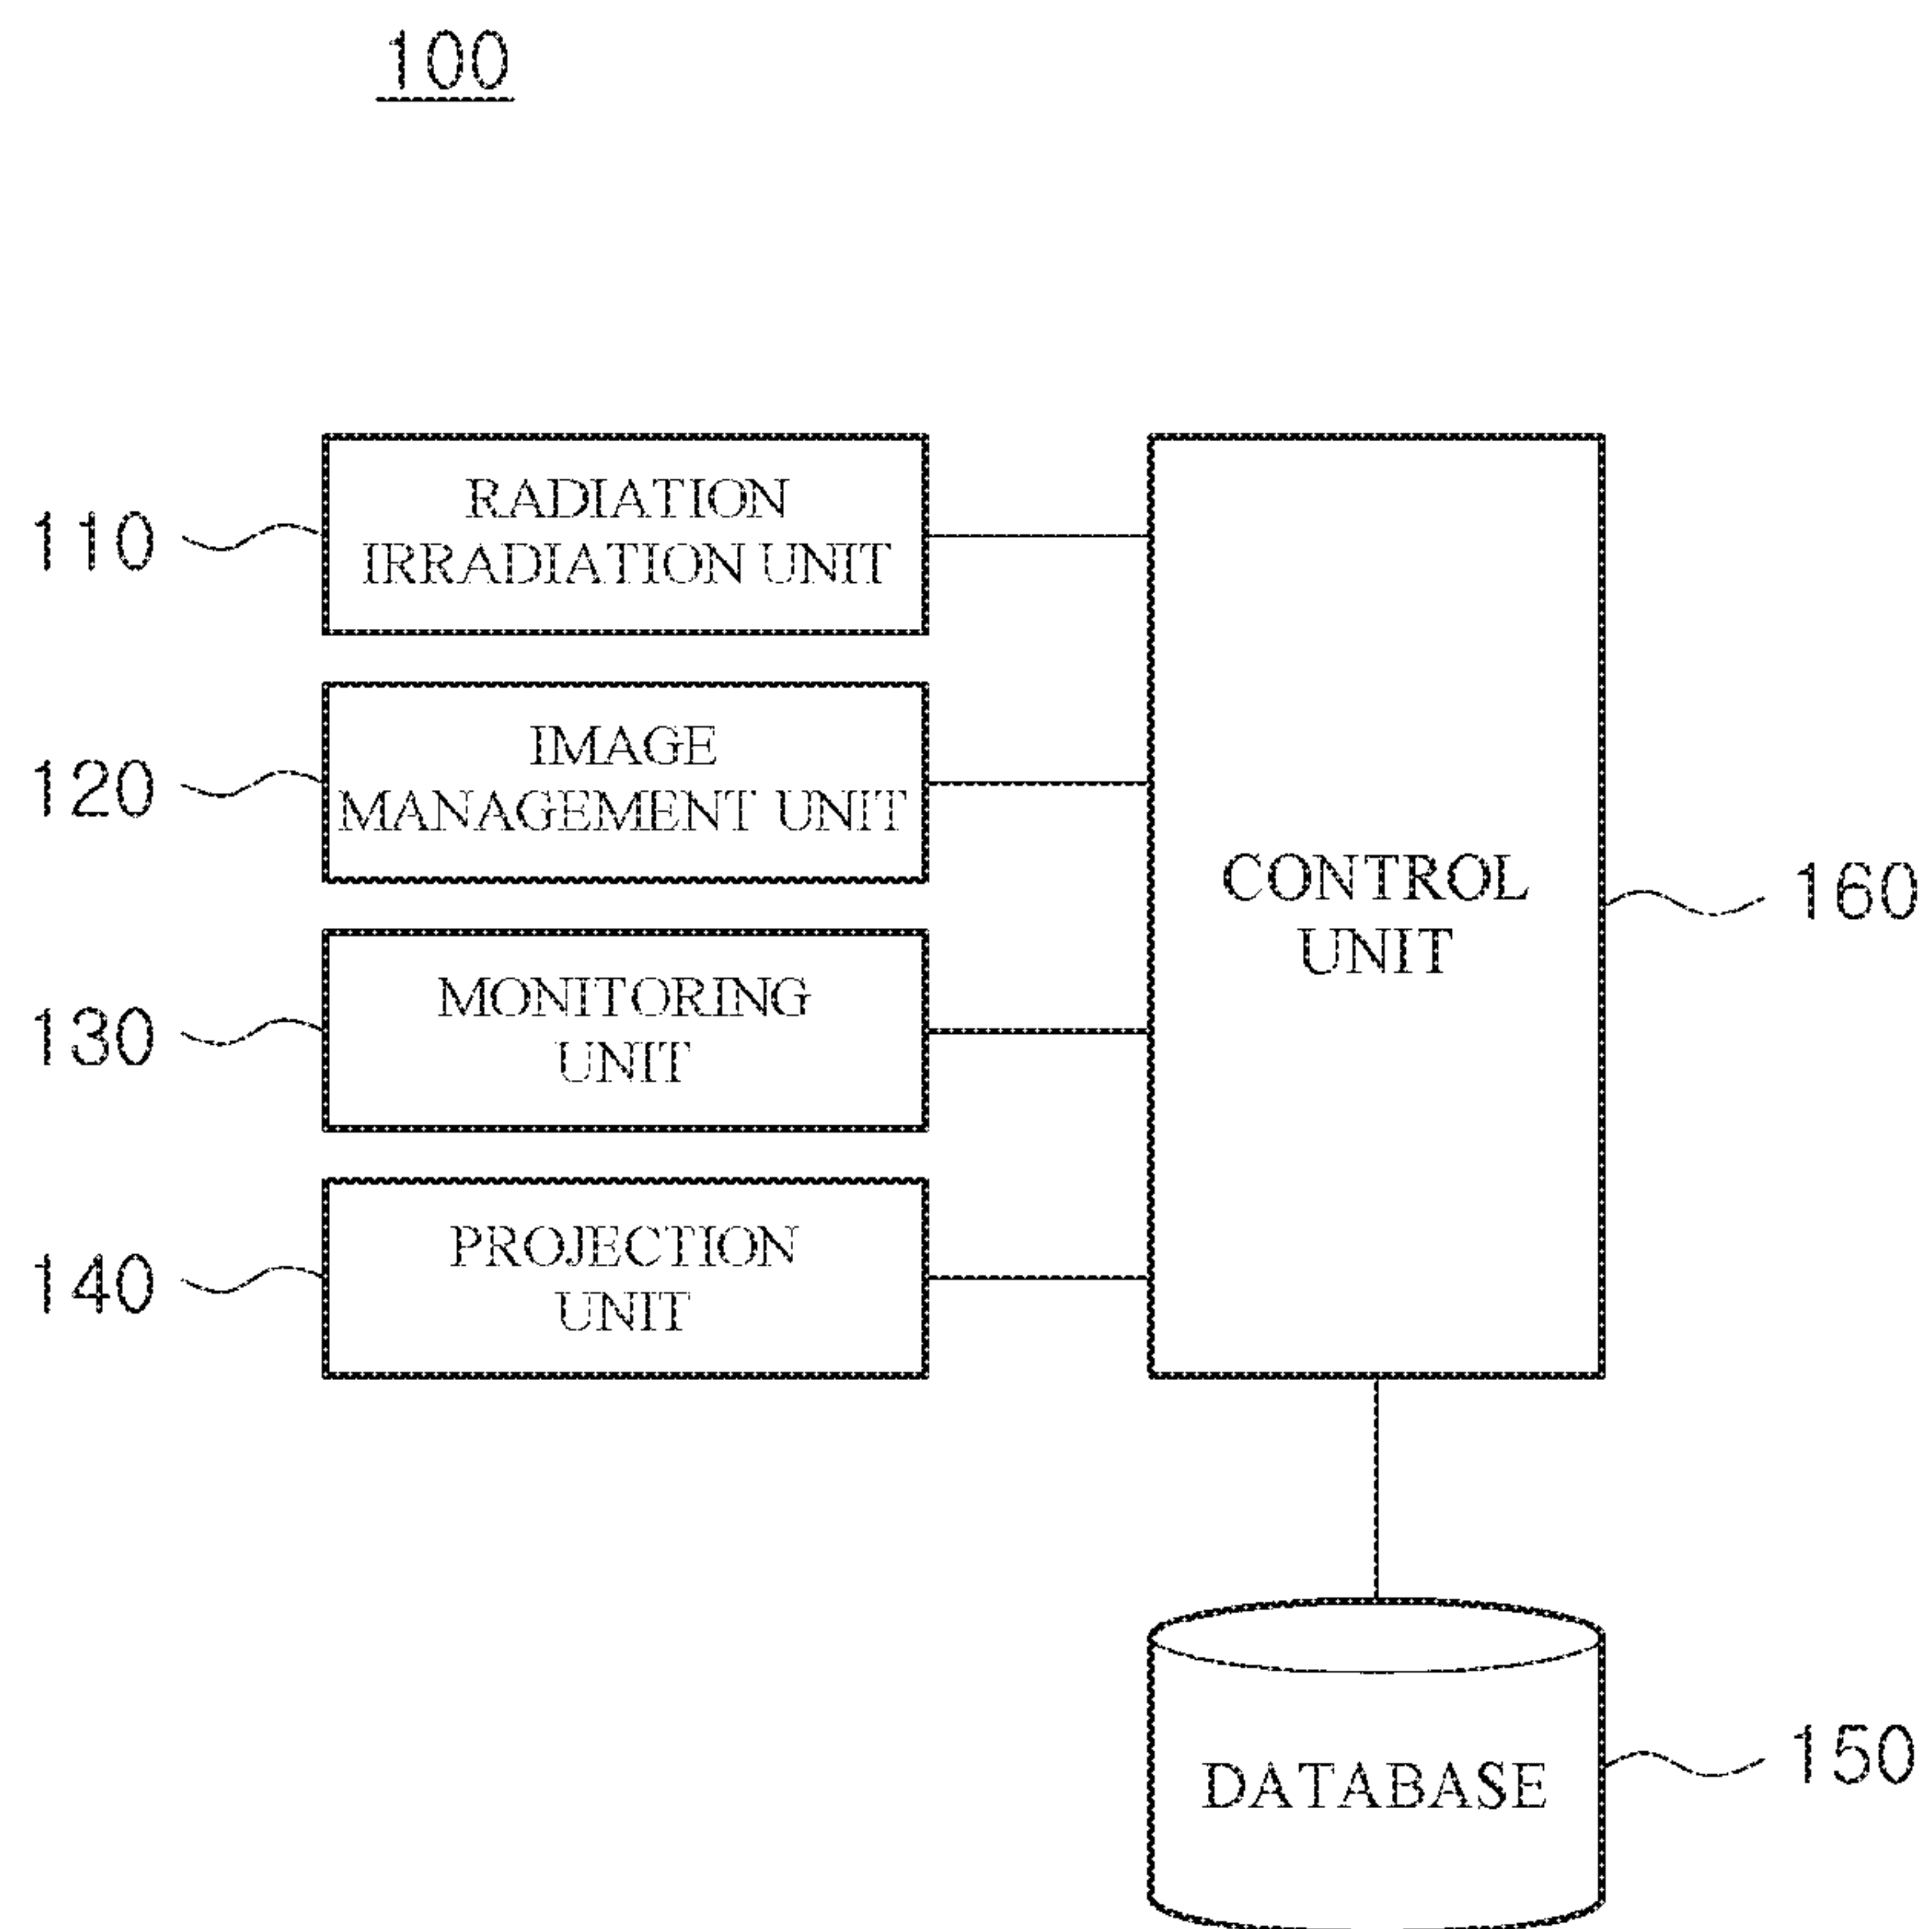 100
110
RADIATION
IRRADIATION UNIT
120
IMAGE
MANAGEMENT UNIT
130
MONITORING
UNIT
140
PROJECTION
UNIT
CONTROL
UNIT
160
DATABASE
150